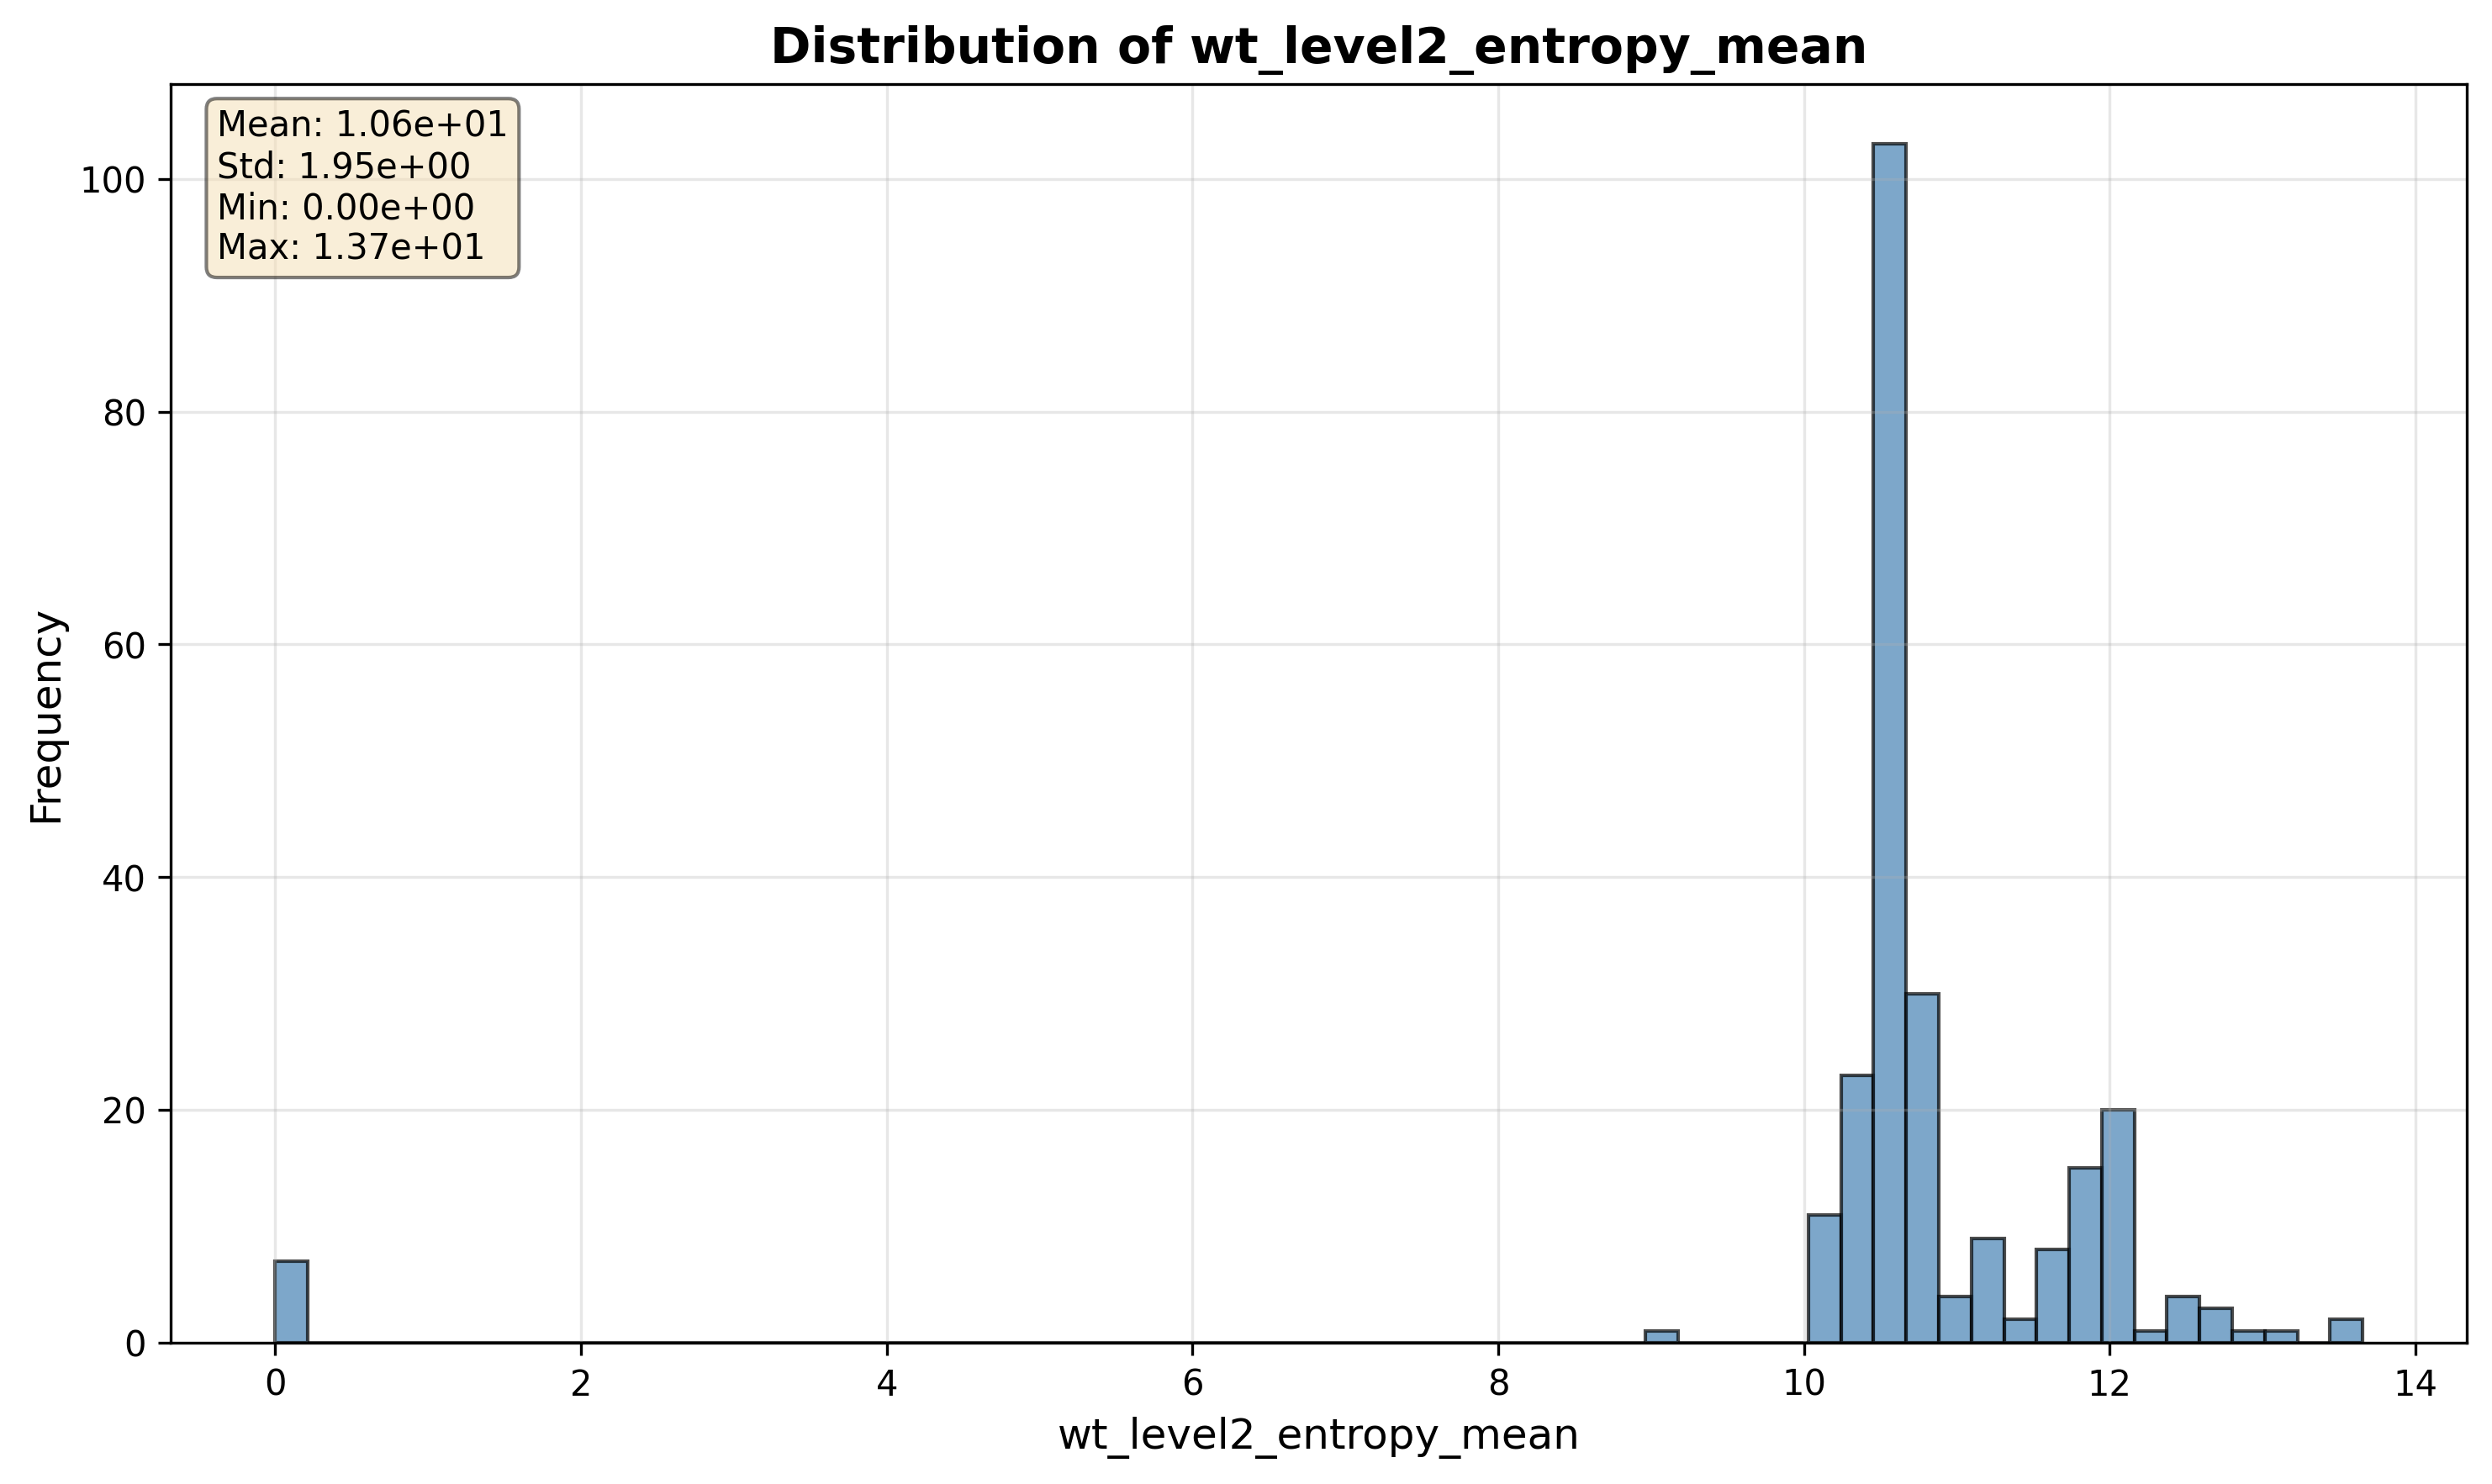 Distribution of wt_level2_entropy_mean
Mean: 1.06e+01
Std: 1.95e+00
Min: 0.00e+00
Max: 1.37e+01
100
80
60
40
20
0
Frequency
0 2 4 6 8 10 12 14
wt_level2_entropy_mean